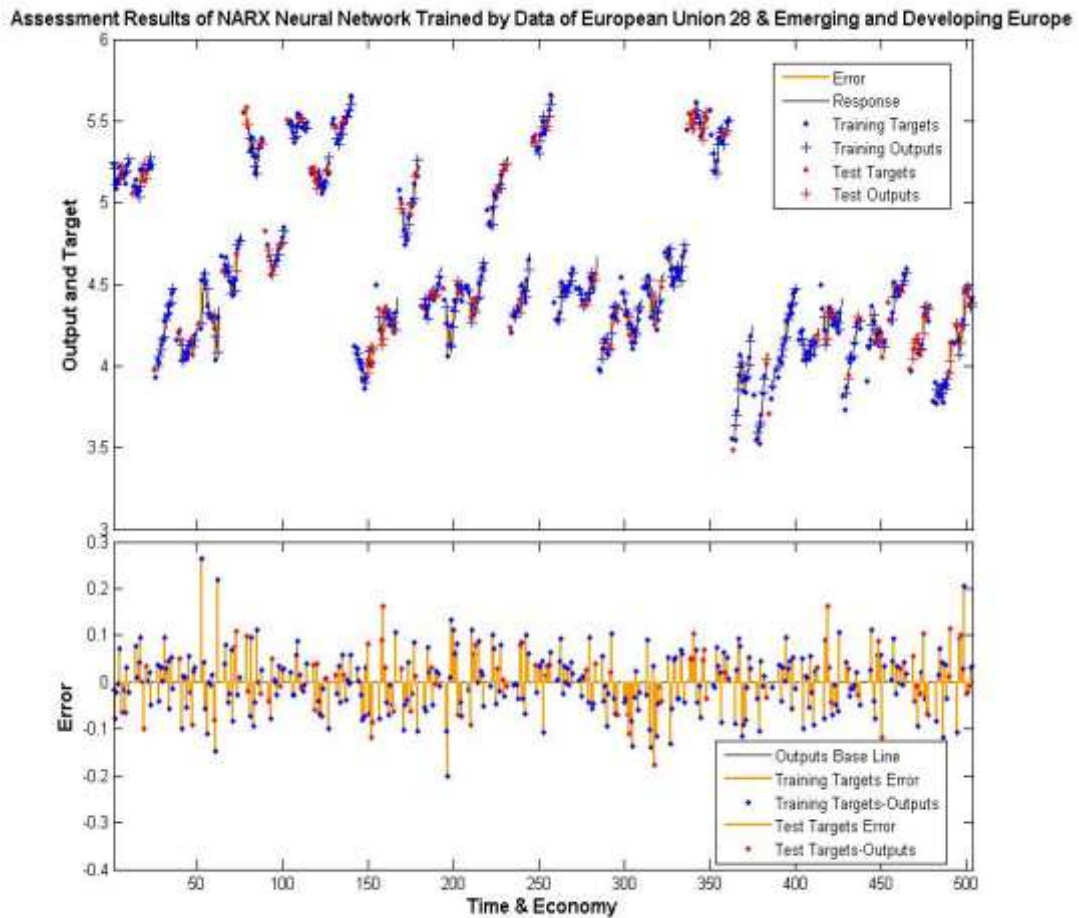 Assessment Results of NARX Neural Network Trained by Data of European Union 28 & Emerging and Developing Europe
6
5.5
5
4.5
4
3.5
3
Output and Target
Error
Response
Training Targets
Training Outputs
Test Targets
Test Outputs
0.3
0.2
0.1
0
-0.1
-0.2
-0.3
-0.4
Error
Outputs Base Line
Training Targets Error
Training Targets-Outputs
Test Targets Error
Test Targets-Outputs
50 100 150 200 250 300 350 400 450 500
Time & Economy